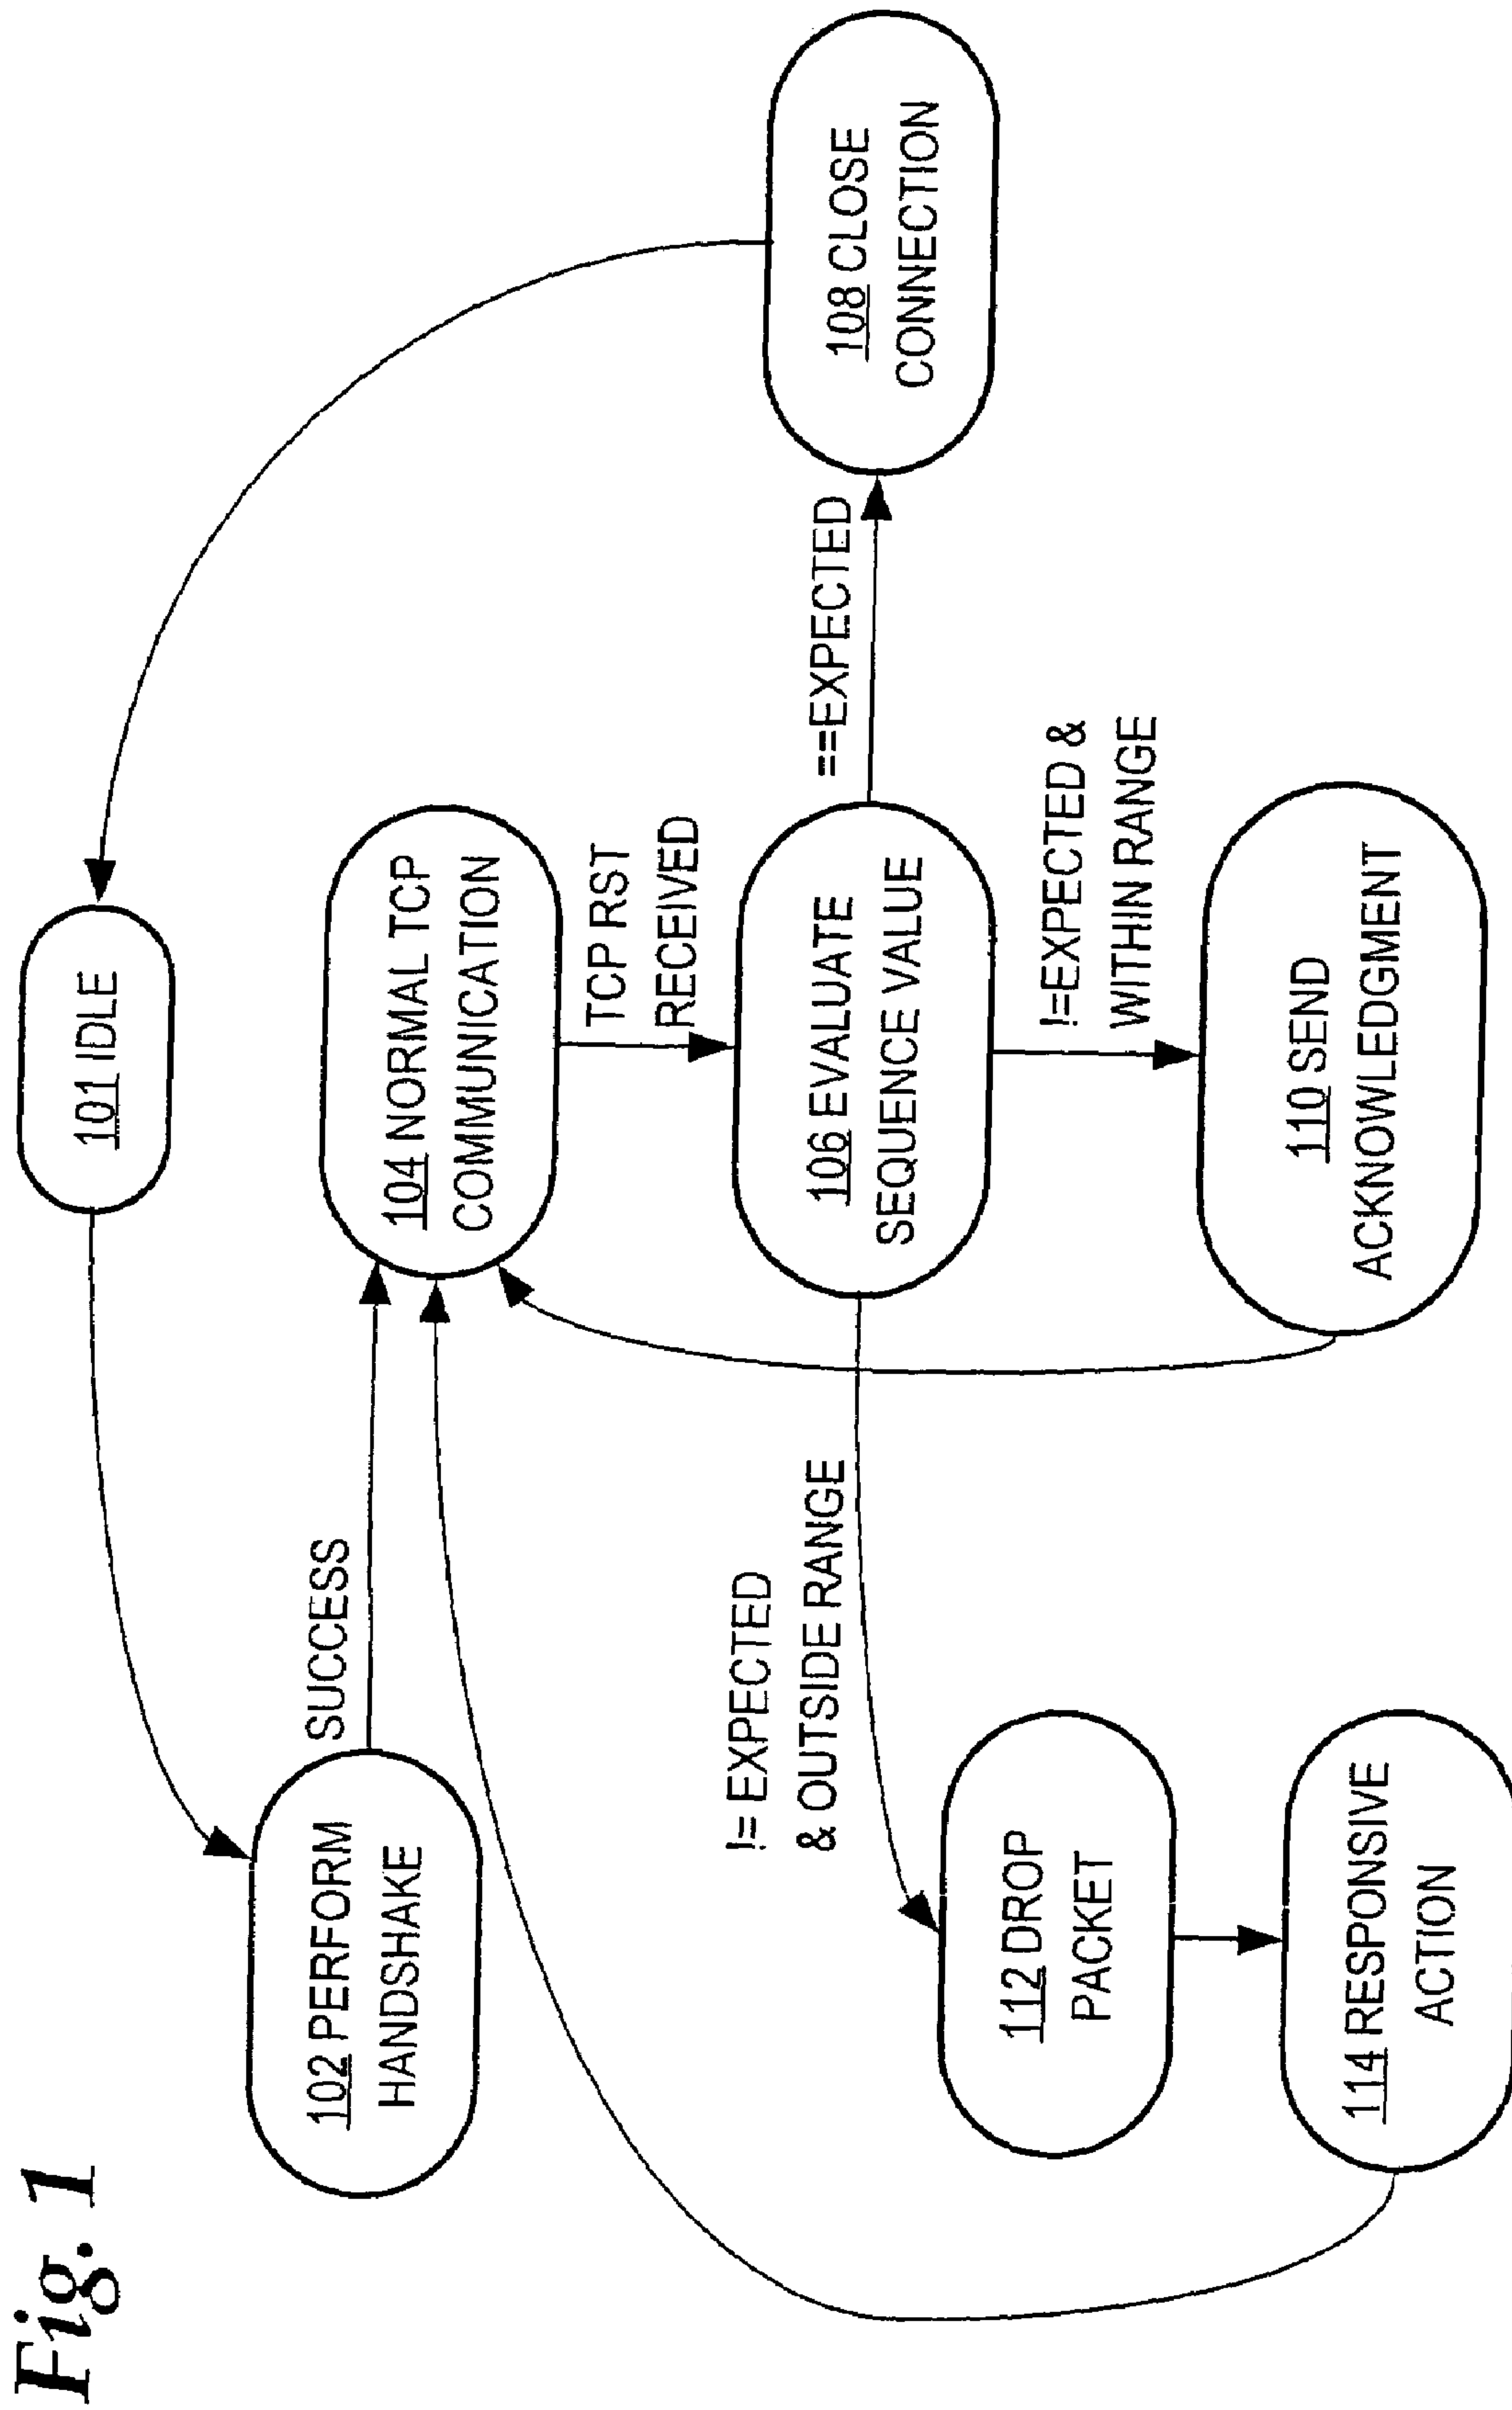 Fig. 1
101 IDLE
102 PERFORM
HANDSHAKE
SUCCESS
104 NORMAL TCP
COMMUNICATION
TCP RST
RECEIVED
106 EVALUATE
SEQUENCE VALUE
==EXPECTED
108 CLOSE
CONNECTION
!=EXPECTED &
WITHIN RANGE
110 SEND
ACKNOWLEDGMENT
!= EXPECTED
& OUTSIDE RANGE
112 DROP
PACKET
114 RESPONSIVE
ACTION